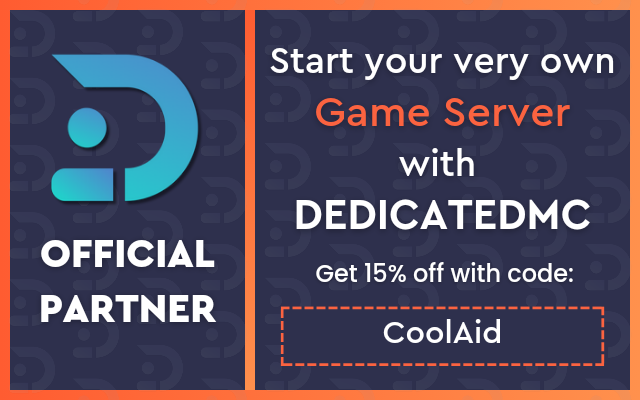 OFFICIAL
PARTNER
Start your very own
Game Server
with
DEDICATEDMC
Get 15% off with code:
CoolAid